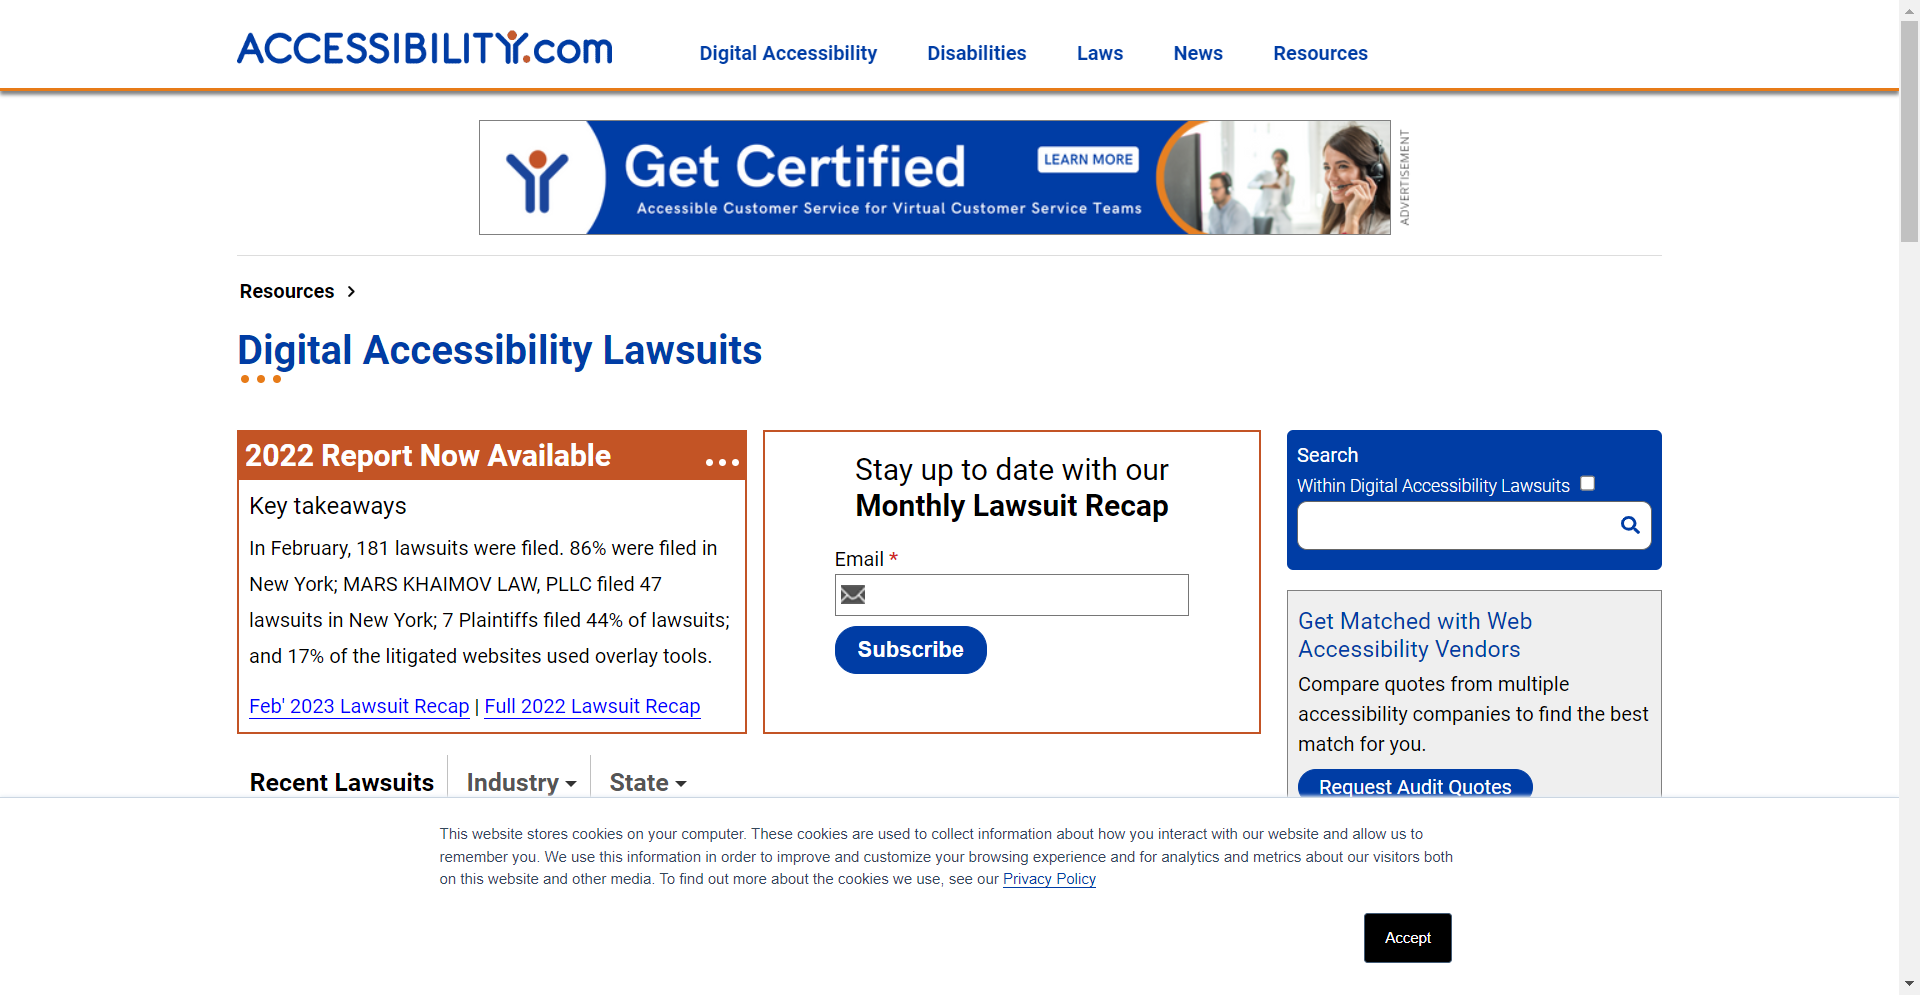 ACCESSIBILITY.com
Digital Accessibility
Disabilities
Laws
News
Resources
Get Certified
LEARN MORE
Accessible Customer Service for Virtual Customer Service Teams
ADVERTISEMENT
Resources
Digital Accessibility Lawsuits
2022 Report Now Available
Key takeaways
In February, 181 lawsuits were filed. 86% were filed in
New York; MARS KHAIMOV LAW, PLLC filed 47
lawsuits in New York; 7 Plaintiffs filed 44% of lawsuits;
and 17% of the litigated websites used overlay tools.
Feb' 2023 Lawsuit Recap | Full 2022 Lawsuit Recap
Stay up to date with our
Monthly Lawsuit Recap
Email *
Subscribe
Search
Within Digital Accessibility Lawsuits
Get Matched with Web
Accessibility Vendors
Compare quotes from multiple
accessibility companies to find the best
match for you.
Request Audit Quotes
Recent Lawsuits
Industry
State
This website stores cookies on your computer. These cookies are used to collect information about how you interact with our website and allow us to
remember you. We use this information in order to improve and customize your browsing experience and for analytics and metrics about our visitors both
on this website and other media. To find out more about the cookies we use, see our Privacy Policy
Accept